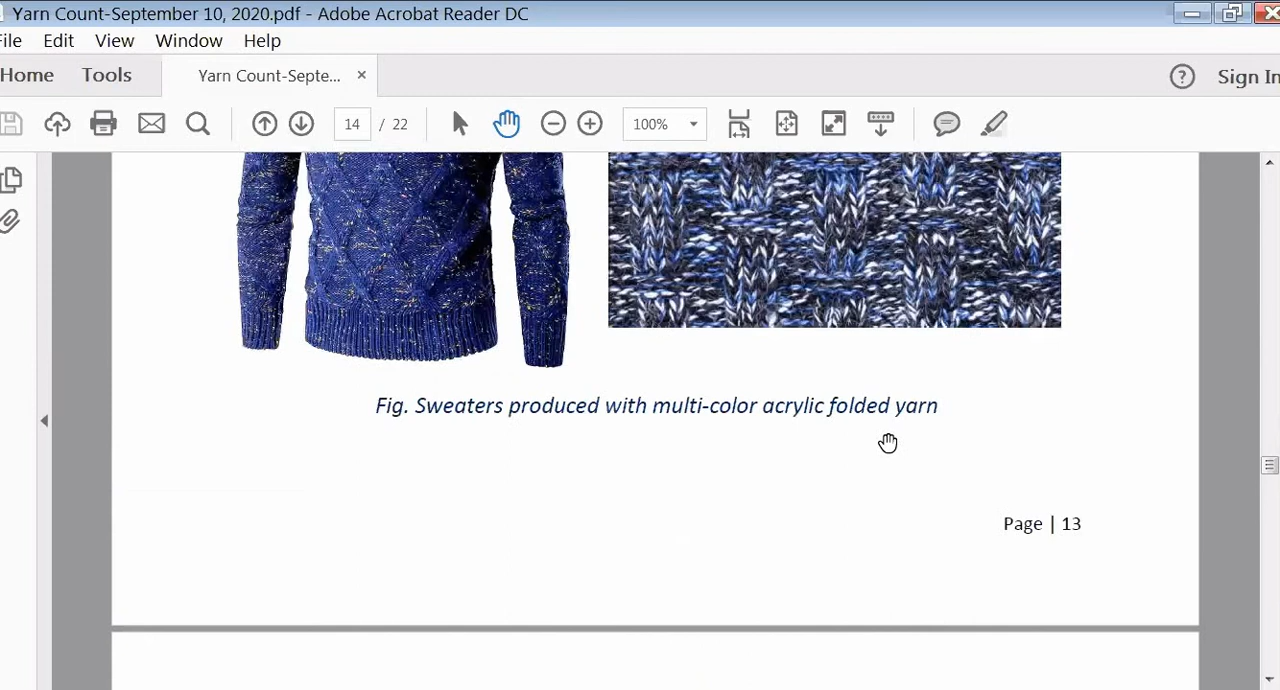 Yarn Count-September 10, 2020.pdf - Adobe Acrobat Reader DC
File Edit View Window Help
Home Tools Yarn Count-Septe... ×
? Sign In
14 / 22 100%
Fig. Sweaters produced with multi-color acrylic folded yarn
Page | 13